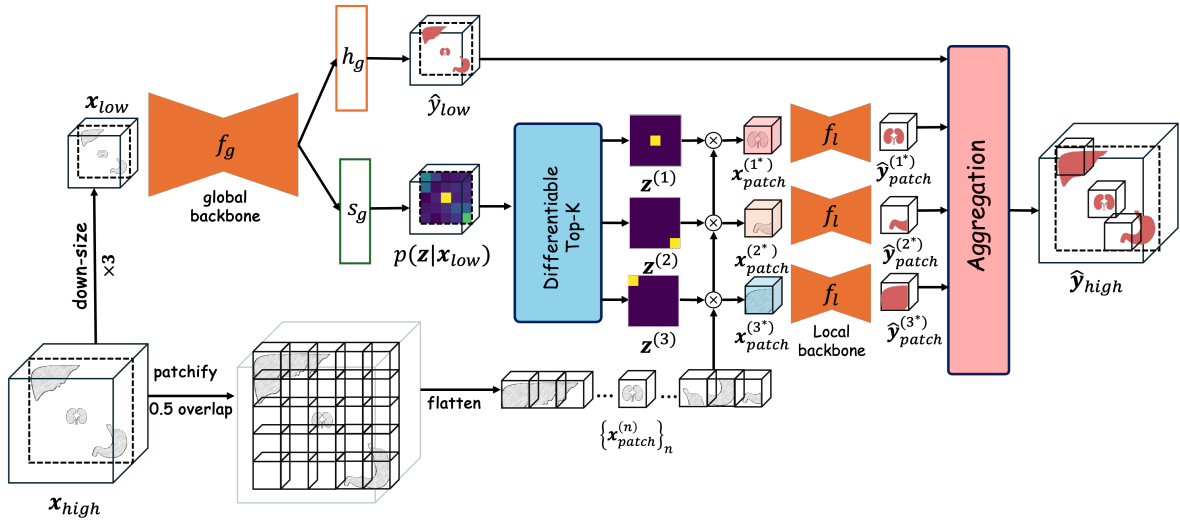 x_low
f_g
global
backbone
h_g
ŷ_low
s_g
p(z|x_low)
down-size
×3
Differentiable
Top-K
z^(1)
z^(2)
z^(3)
x_patch^(1*)
x_patch^(2*)
x_patch^(3*)
f_l
f_l
f_l
Local
backbone
ŷ_patch^(1*)
ŷ_patch^(2*)
ŷ_patch^(3*)
Aggregation
ŷ_high
x_high
patchify
0.5 overlap
flatten
...
...
{x_patch^(n)}_n